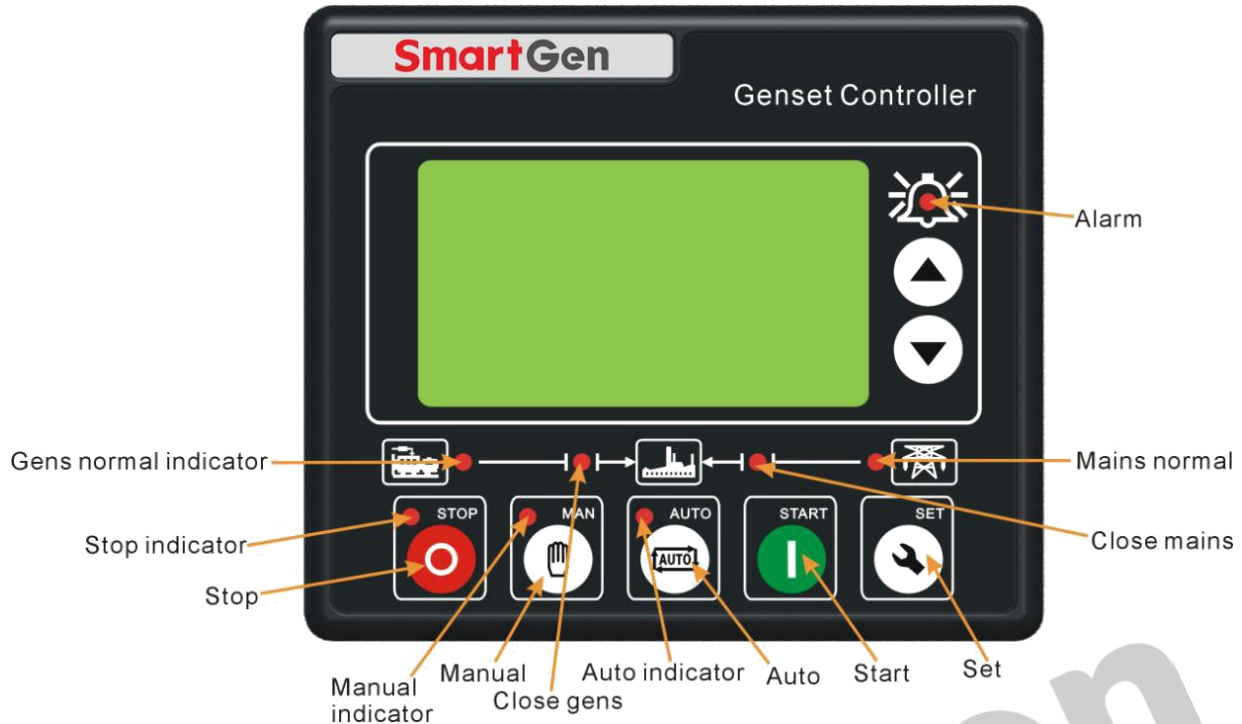 SmartGen
Genset Controller
Alarm
Gens normal indicator
Mains normal
STOP
MAN
AUTO
START
SET
AUTO
Stop indicator
Close mains
Stop
Manual
indicator
Manual
Close gens
Auto indicator
Auto
Start
Set